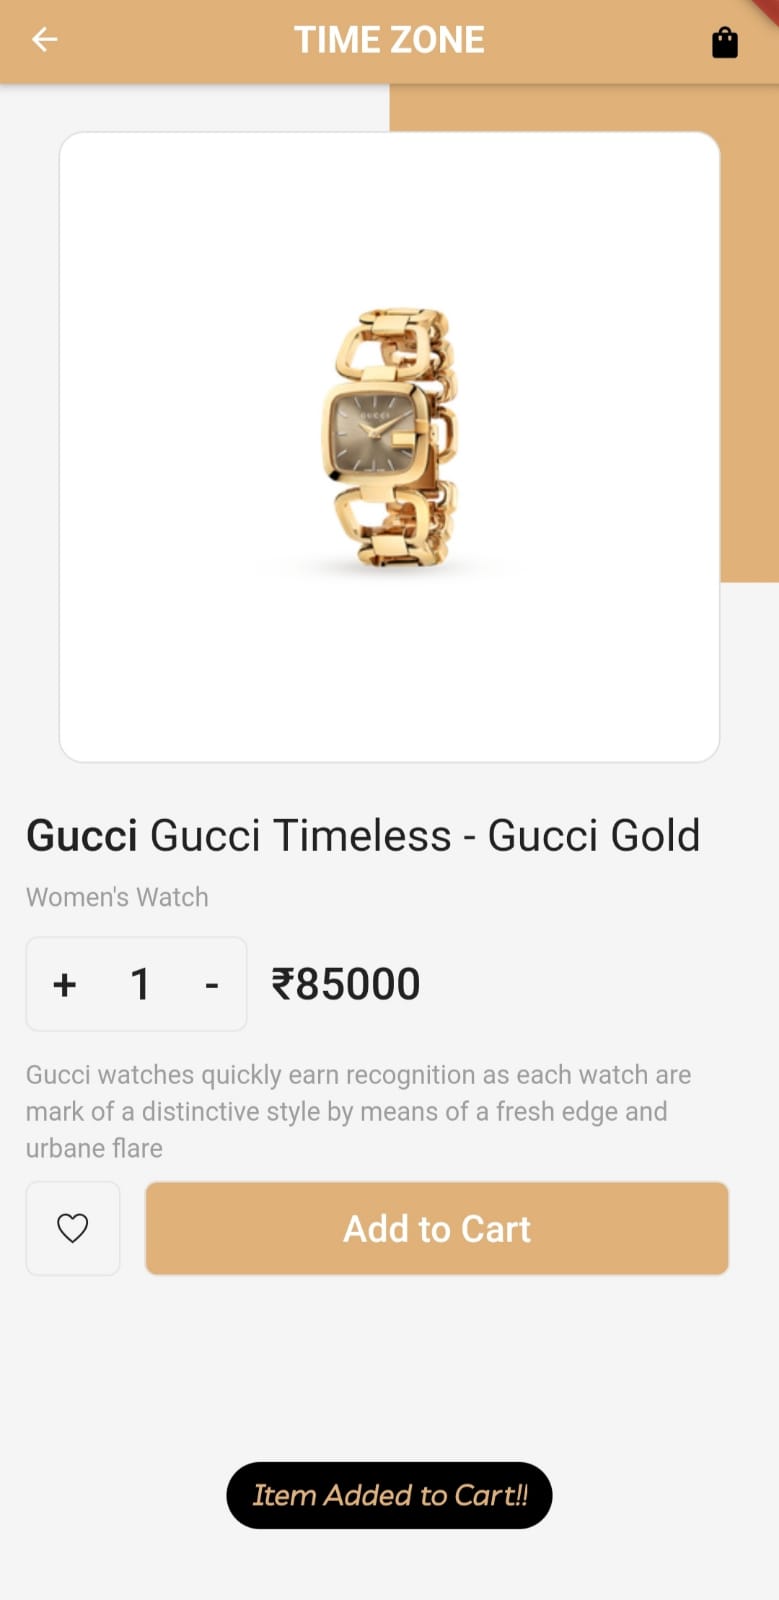 TIME ZONE
GUCCI
Gucci Gucci Timeless - Gucci Gold
Women's Watch
+ 1 - ₹85000
Gucci watches quickly earn recognition as each watch are
mark of a distinctive style by means of a fresh edge and
urbane flare
Add to Cart
Item Added to Cart!!